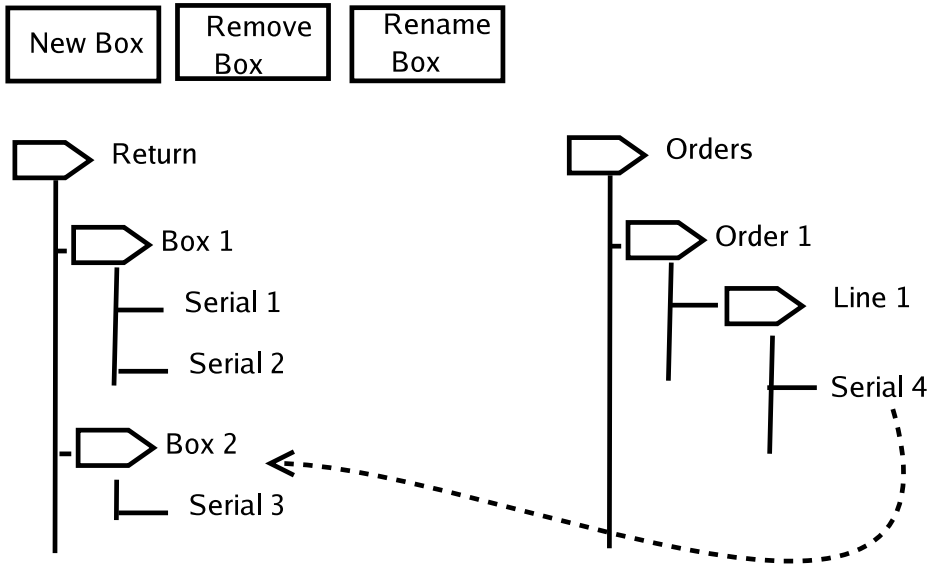 New Box
Remove
Box
Rename
Box
Return
Box 1
Serial 1
Serial 2
Box 2
Serial 3
Orders
Order 1
Line 1
Serial 4